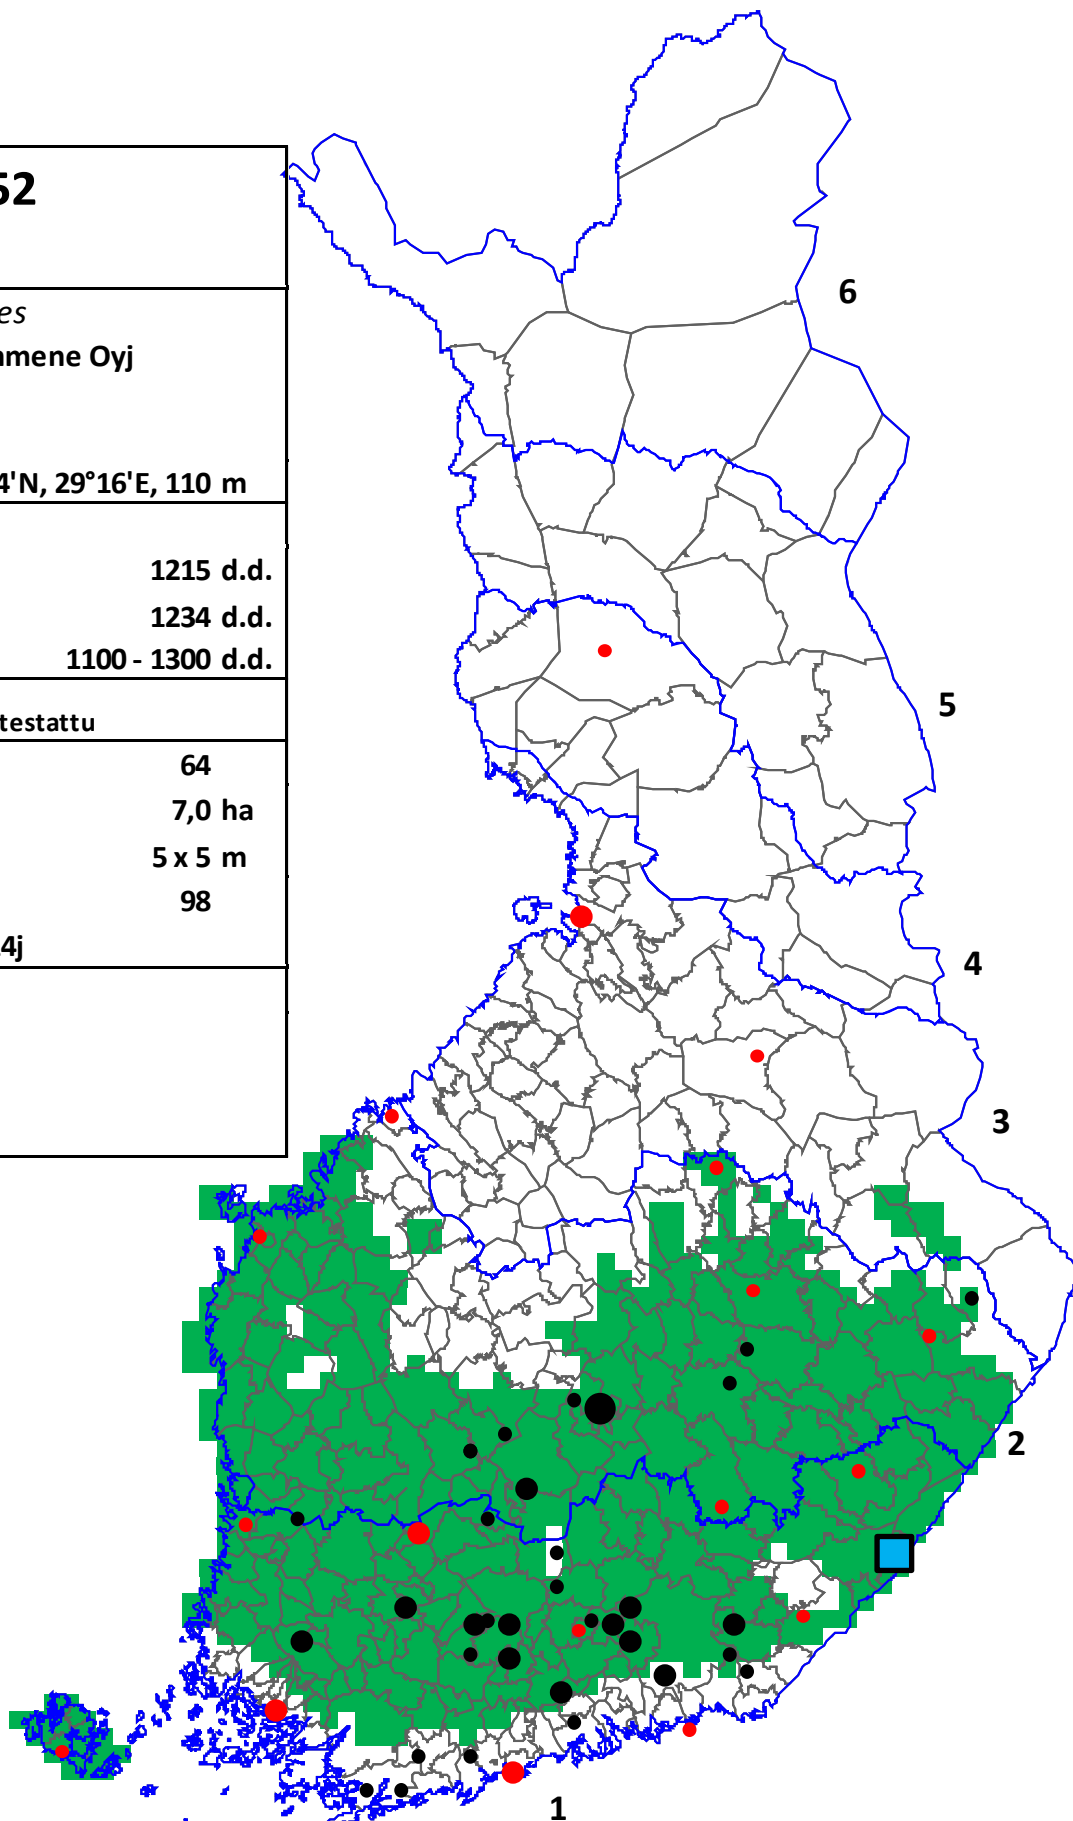 52
es
mene Oyj
4'N, 29°16'E, 110 m
1215 d.d.
1234 d.d.
1100 - 1300 d.d.
testattu
64
7,0 ha
5 x 5 m
98
4j
6
5
4
3
2
1